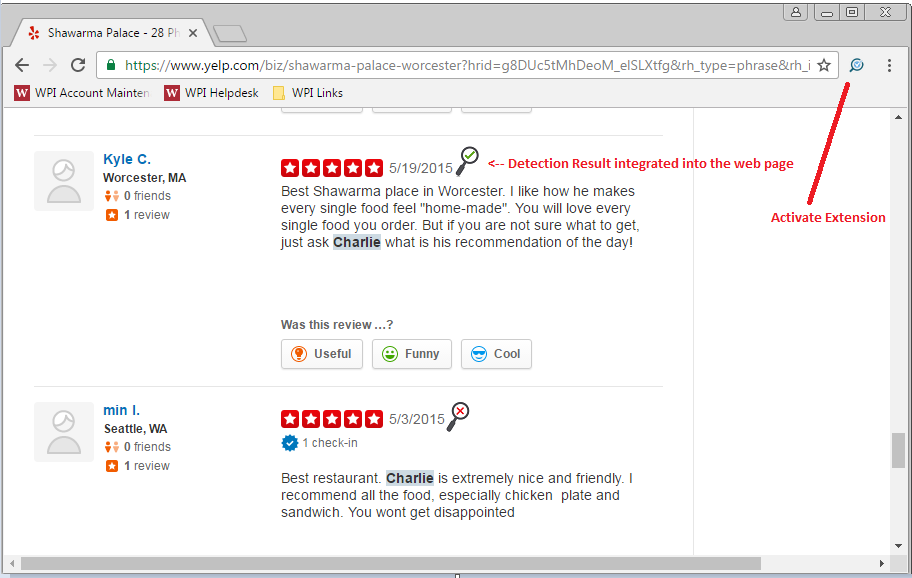 Shawarma Palace - 28 Ph
https://www.yelp.com/biz/shawarma-palace-worcester?hrid=g8DUc5tMhDeoM_elSLXtfg&rh_type=phrase&rh_i
W WPI Account Mainten W WPI Helpdesk WPI Links
Activate Extension
Kyle C.
Worcester, MA
0 friends
1 review
5/19/2015 <-- Detection Result integrated into the web page
Best Shawarma place in Worcester. I like how he makes
every single food feel "home-made". You will love every
single food you order. But if you are not sure what to get,
just ask Charlie what is his recommendation of the day!
Was this review ...?
Useful Funny Cool
min I.
Seattle, WA
0 friends
1 review
5/3/2015
1 check-in
Best restaurant. Charlie is extremely nice and friendly. I
recommend all the food, especially chicken  plate and
sandwich. You wont get disappointed